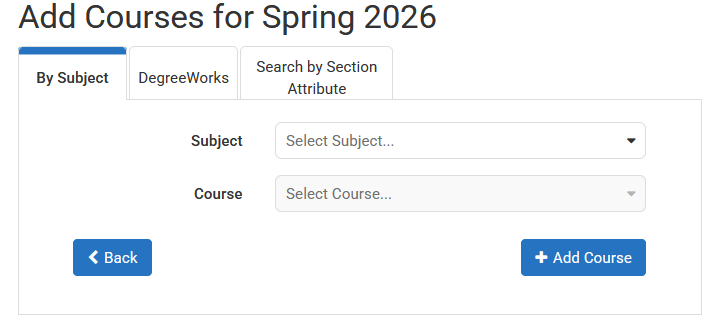 Add Courses for Spring 2026
By Subject
DegreeWorks
Search by Section
Attribute
Subject
Select Subject...
Course
Select Course...
Back
Add Course